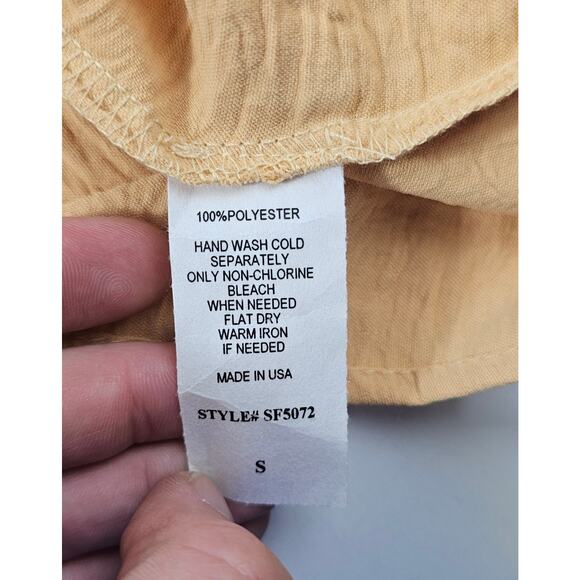 100%POLYESTER
HAND WASH COLD
SEPARATELY
ONLY NON-CHLORINE
BLEACH
WHEN NEEDED
FLAT DRY
WARM IRON
IF NEEDED
MADE IN USA
STYLE# SF5072
S